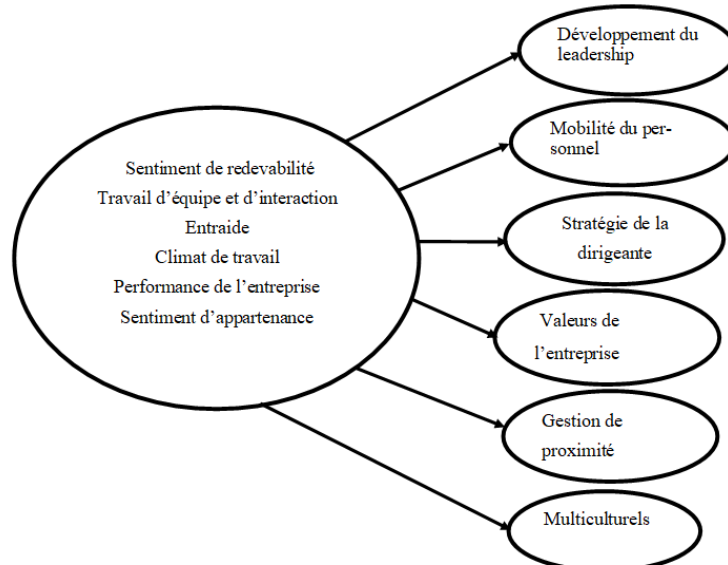 Développement du
leadership
Mobilité du per-
sonnel
Sentiment de redevabilité
Travail d’équipe et d’interaction
Entraide
Climat de travail
Performance de l’entreprise
Sentiment d’appartenance
Stratégie de la
dirigeante
Valeurs de
l’entreprise
Gestion de
proximité
Multiculturels